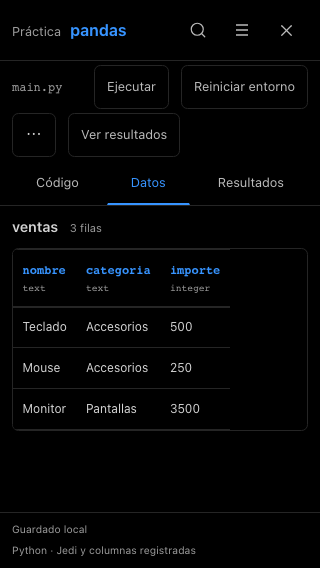 Práctica pandas
main.py Ejecutar Reiniciar entorno
... Ver resultados
Código Datos Resultados
ventas 3 filas
nombre categoria importe
text text integer
Teclado Accesorios 500
Mouse Accesorios 250
Monitor Pantallas 3500
Guardado local
Python · Jedi y columnas registradas